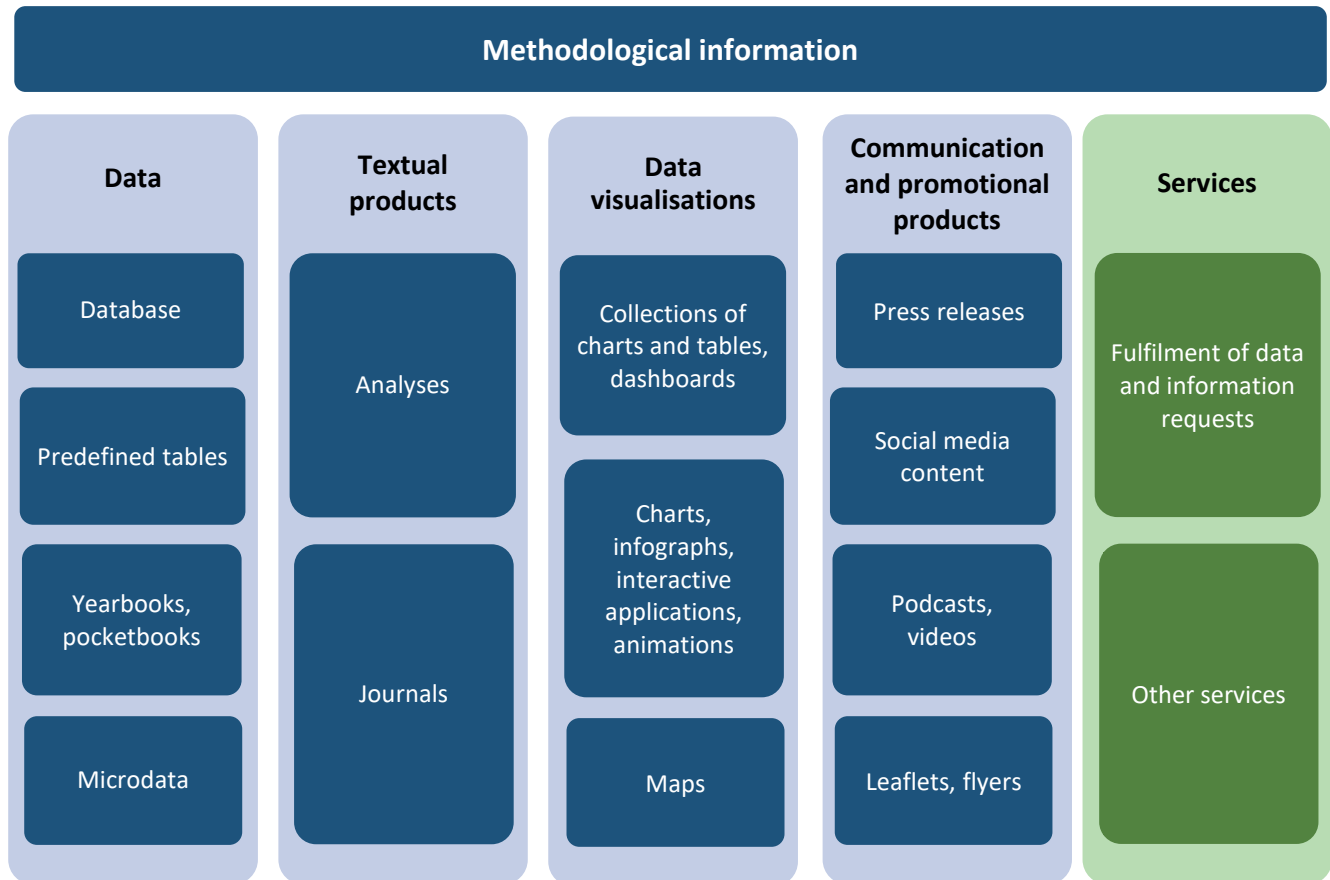 Methodological information
Data
Database
Predefined tables
Yearbooks,
pocketbooks
Microdata
Textual
products
Analyses
Journals
Data
visualisations
Collections of
charts and tables,
dashboards
Charts,
infographs,
interactive
applications,
animations
Maps
Communication
and promotional
products
Press releases
Social media
content
Podcasts,
videos
Leaflets, flyers
Services
Fulfilment of data
and information
requests
Other services